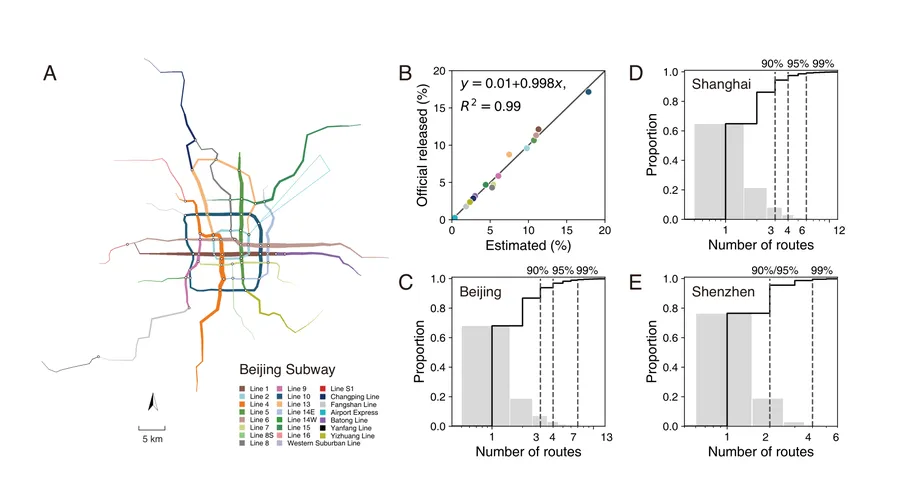 A
Beijing Subway
Line 1
Line 2
Line 4
Line 5
Line 6
Line 7
Line 8S
Line 8
Line 9
Line 10
Line 13
Line 14E
Line 14W
Line 15
Line 16
Western Suburban Line
Line S1
Changping Line
Fangshan Line
Airport Express
Batong Line
Yanfang Line
Yizhuang Line
5 km
B
y = 0.01+0.998x,
R² = 0.99
Official released (%)
20
15
10
5
0
0 5 10 15 20
Estimated (%)
C
90% 95% 99%
Beijing
Proportion
1.0
0.8
0.6
0.4
0.2
0.0
1 3 4 7 13
Number of routes
D
90% 95% 99%
Shanghai
Proportion
1.0
0.8
0.6
0.4
0.2
0.0
1 3 4 6 12
Number of routes
E
90%/95% 99%
Shenzhen
Proportion
1.0
0.8
0.6
0.4
0.2
0.0
1 2 4 6
Number of routes